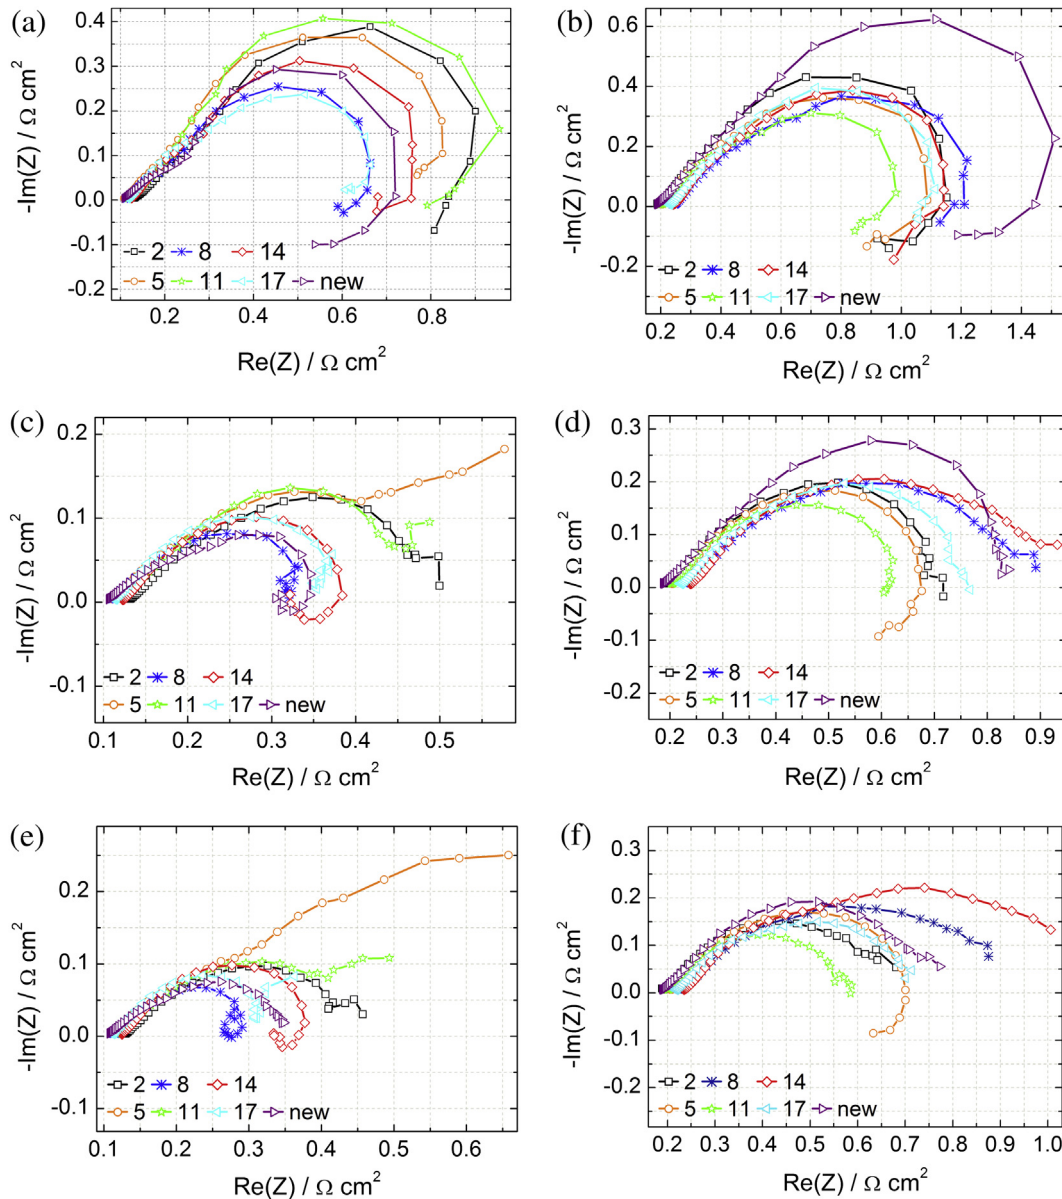 (a)
0.4
0.3
0.2
0.1
0.0
-0.1
-0.2
-Im(Z) / Ω cm²
2 8 14
5 11 17 new
0.2 0.4 0.6 0.8
Re(Z) / Ω cm²
(b)
0.6
0.4
0.2
0.0
-0.2
-Im(Z) / Ω cm²
2 8 14
5 11 17 new
0.2 0.4 0.6 0.8 1.0 1.2 1.4
Re(Z) / Ω cm²
(c)
0.2
0.1
0.0
-0.1
-Im(Z) / Ω cm²
2 8 14
5 11 17 new
0.1 0.2 0.3 0.4 0.5
Re(Z) / Ω cm²
(d)
0.3
0.2
0.1
0.0
-0.1
-0.2
-Im(Z) / Ω cm²
2 8 14
5 11 17 new
0.2 0.3 0.4 0.5 0.6 0.7 0.8 0.9
Re(Z) / Ω cm²
(e)
0.2
0.1
0.0
-0.1
-Im(Z) / Ω cm²
2 8 14
5 11 17 new
0.1 0.2 0.3 0.4 0.5 0.6
Re(Z) / Ω cm²
(f)
0.3
0.2
0.1
0.0
-0.1
-0.2
-Im(Z) / Ω cm²
2 8 14
5 11 17 new
0.2 0.3 0.4 0.5 0.6 0.7 0.8 0.9 1.0
Re(Z) / Ω cm²